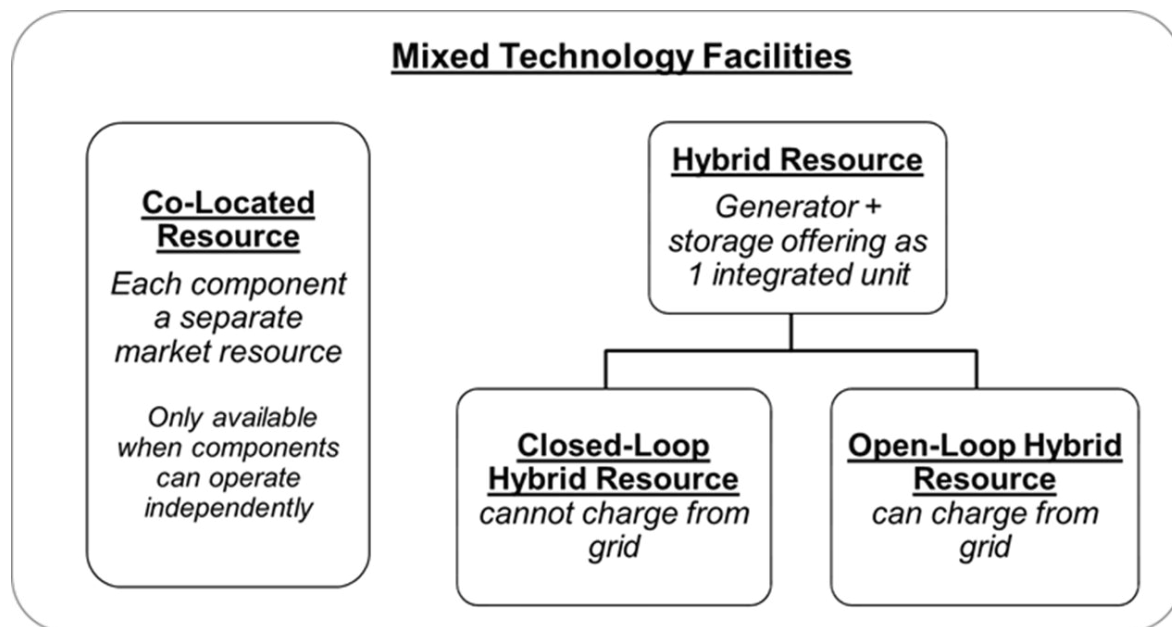 Mixed Technology Facilities
Co-Located
Resource
Each component
a separate
market resource
Only available
when components
can operate
independently
Hybrid Resource
Generator +
storage offering as
1 integrated unit
Closed-Loop
Hybrid Resource
cannot charge from
grid
Open-Loop Hybrid
Resource
can charge from
grid